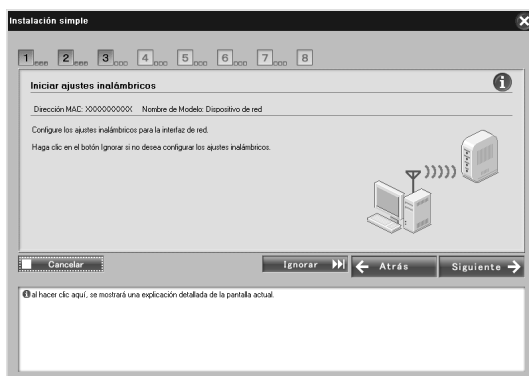 Instalación simple
1 2 3 4 5 6 7 8
Iniciar ajustes inalámbricos
Dirección MAC: XXXXXXXXXX Nombre de Modelo: Dispositivo de red
Configure los ajustes inalámbricos para la interfaz de red.
Haga clic en el botón Ignorar si no desea configurar los ajustes inalámbricos.
Cancelar Ignorar Atrás Siguiente
al hacer clic aquí, se mostrará una explicación detallada de la pantalla actual.